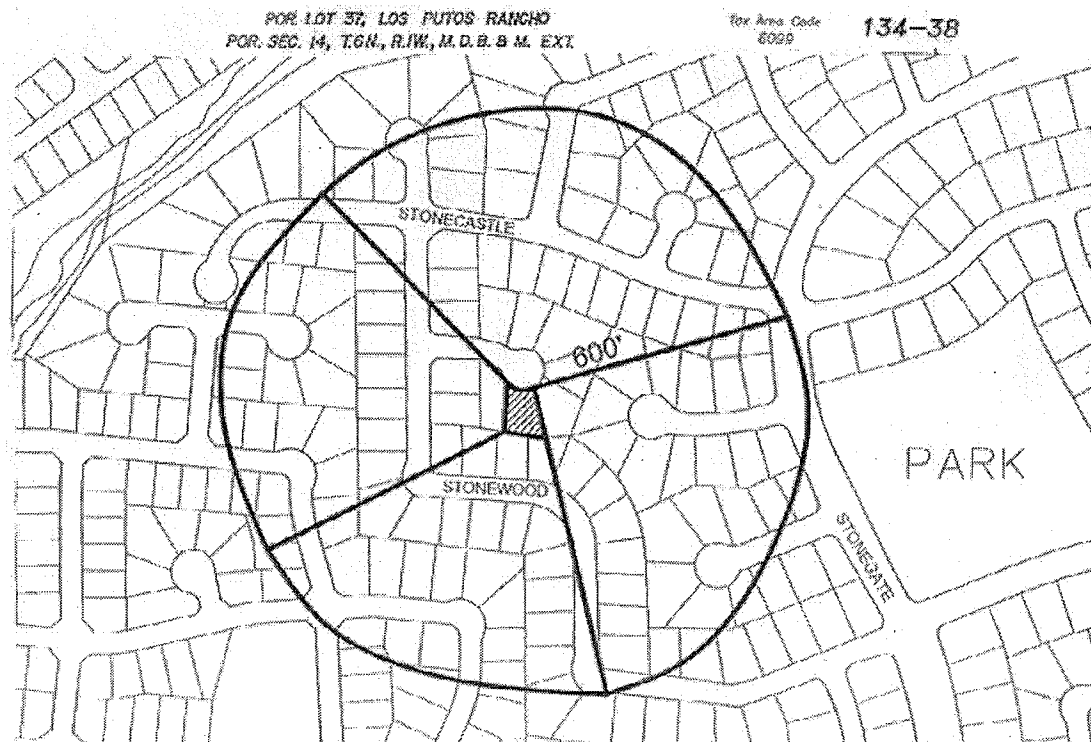 POR. LOT 37, LOS PUTOS RANCHO
POR. SEC. 14, T.6N., R.1W., M.D.B. & M. EXT.
Tax Area Code
134-38
STONECASTLE
600'
PARK
STONEWOOD
STONEGATE